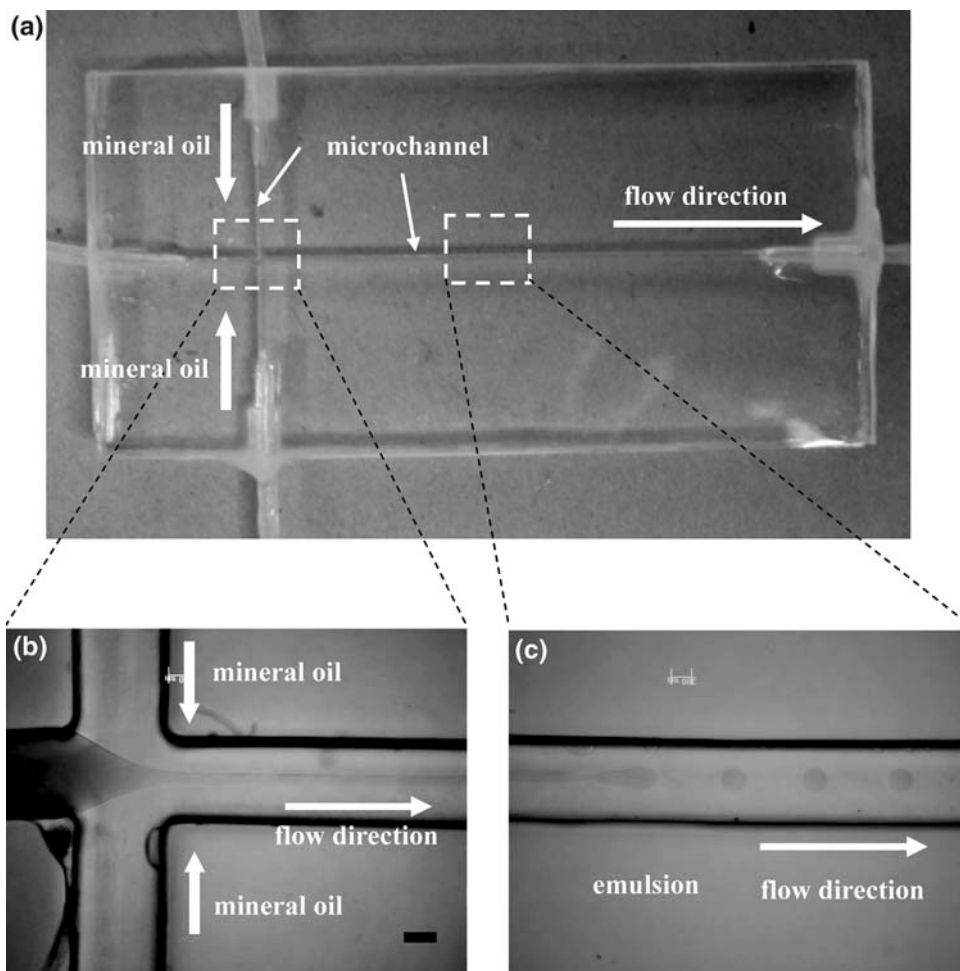 (a)
mineral oil
microchannel
flow direction
mineral oil
(b)
mineral oil
flow direction
mineral oil
(c)
emulsion
flow direction